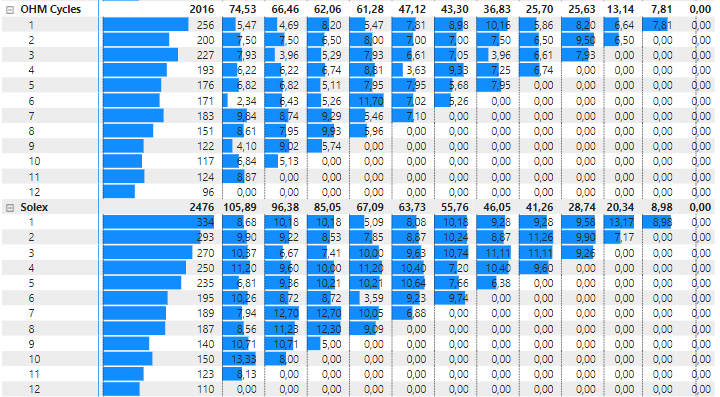 OHM Cycles 2016 74,53 66,46 62,06 61,28 47,12 43,30 36,83 25,70 25,63 13,14 7,81 0,00
1 256 5,47 4,69 8,20 5,47 7,81 8,98 10,16 5,86 8,20 6,64 7,81 0,00
2 200 7,50 7,50 6,50 8,00 7,00 7,00 7,50 6,50 9,50 6,50 0,00 0,00
3 227 7,93 3,96 5,29 7,93 6,61 7,05 3,96 6,61 7,93 0,00 0,00 0,00
4 193 6,22 6,22 6,74 8,81 3,63 9,33 7,25 6,74 0,00 0,00 0,00 0,00
5 176 6,82 6,82 5,11 7,95 7,95 5,68 7,95 0,00 0,00 0,00 0,00 0,00
6 171 2,34 6,43 5,26 11,70 7,02 5,26 0,00 0,00 0,00 0,00 0,00 0,00
7 183 9,84 8,74 9,29 5,46 7,10 0,00 0,00 0,00 0,00 0,00 0,00 0,00
8 151 8,61 7,95 9,93 5,96 0,00 0,00 0,00 0,00 0,00 0,00 0,00 0,00
9 122 4,10 9,02 5,74 0,00 0,00 0,00 0,00 0,00 0,00 0,00 0,00 0,00
10 117 6,84 5,13 0,00 0,00 0,00 0,00 0,00 0,00 0,00 0,00 0,00 0,00
11 124 8,87 0,00 0,00 0,00 0,00 0,00 0,00 0,00 0,00 0,00 0,00 0,00
12 96 0,00 0,00 0,00 0,00 0,00 0,00 0,00 0,00 0,00 0,00 0,00 0,00
Solex 2476 105,89 96,38 85,05 67,09 63,73 55,76 46,05 41,26 28,74 20,34 8,98 0,00
1 334 8,68 10,18 10,18 5,09 8,08 10,18 9,28 9,28 9,58 13,17 8,98 0,00
2 293 9,90 9,22 8,53 7,85 8,87 10,24 8,87 11,26 9,90 7,17 0,00 0,00
3 270 10,37 6,67 7,41 10,00 9,63 10,74 11,11 11,11 9,26 0,00 0,00 0,00
4 250 11,20 9,60 10,00 11,20 10,40 7,20 10,40 9,60 0,00 0,00 0,00 0,00
5 235 6,81 9,36 10,21 10,21 10,64 7,66 6,38 0,00 0,00 0,00 0,00 0,00
6 195 10,26 8,72 8,72 3,59 9,23 9,74 0,00 0,00 0,00 0,00 0,00 0,00
7 189 7,94 12,70 12,70 10,05 6,88 0,00 0,00 0,00 0,00 0,00 0,00 0,00
8 187 8,56 11,23 12,30 9,09 0,00 0,00 0,00 0,00 0,00 0,00 0,00 0,00
9 140 10,71 10,71 5,00 0,00 0,00 0,00 0,00 0,00 0,00 0,00 0,00 0,00
10 150 13,33 8,00 0,00 0,00 0,00 0,00 0,00 0,00 0,00 0,00 0,00 0,00
11 123 8,13 0,00 0,00 0,00 0,00 0,00 0,00 0,00 0,00 0,00 0,00 0,00
12 110 0,00 0,00 0,00 0,00 0,00 0,00 0,00 0,00 0,00 0,00 0,00 0,00